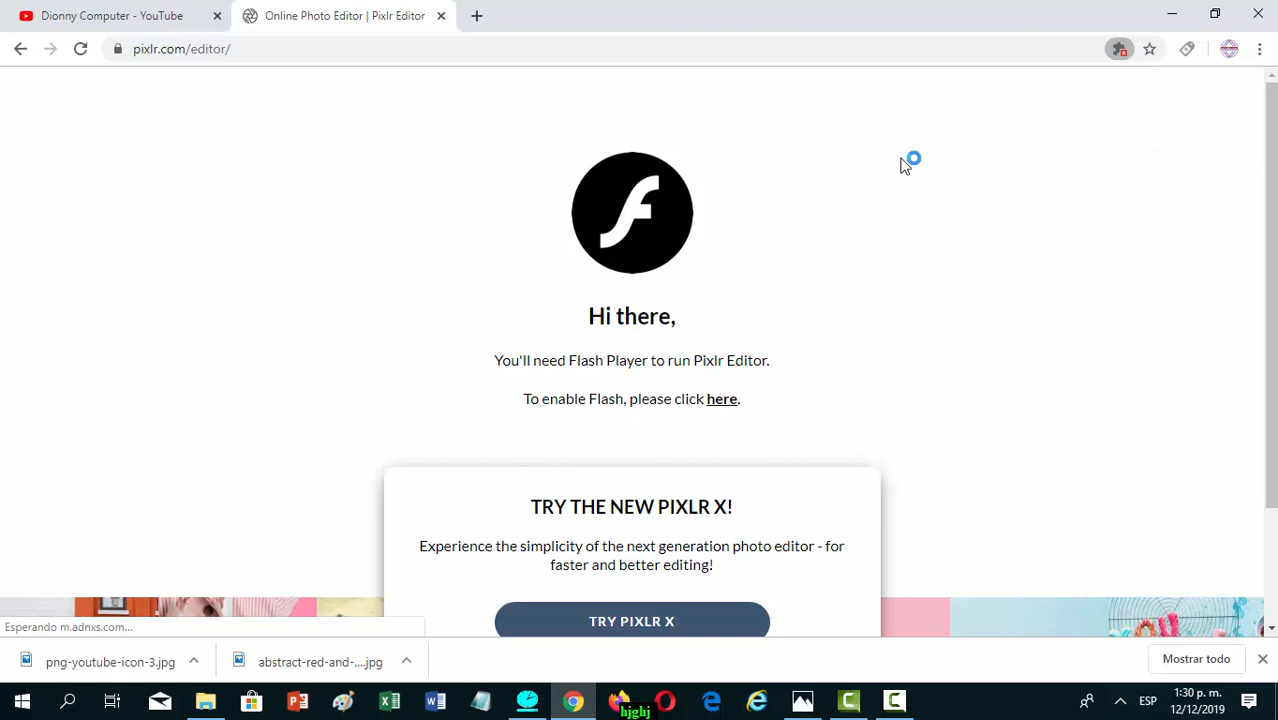 Dionny Computer - YouTube
Online Photo Editor | Pixlr Editor
pixlr.com/editor/
Hi there,
You'll need Flash Player to run Pixlr Editor.
To enable Flash, please click here.
TRY THE NEW PIXLR X!
Experience the simplicity of the next generation photo editor - for
faster and better editing!
TRY PIXLR X
Esperando m.adnxs.com...
png-youtube-icon-3.jpg
abstract-red-and-....jpg
Mostrar todo
hjghj
ESP
1:30 p. m.
12/12/2019